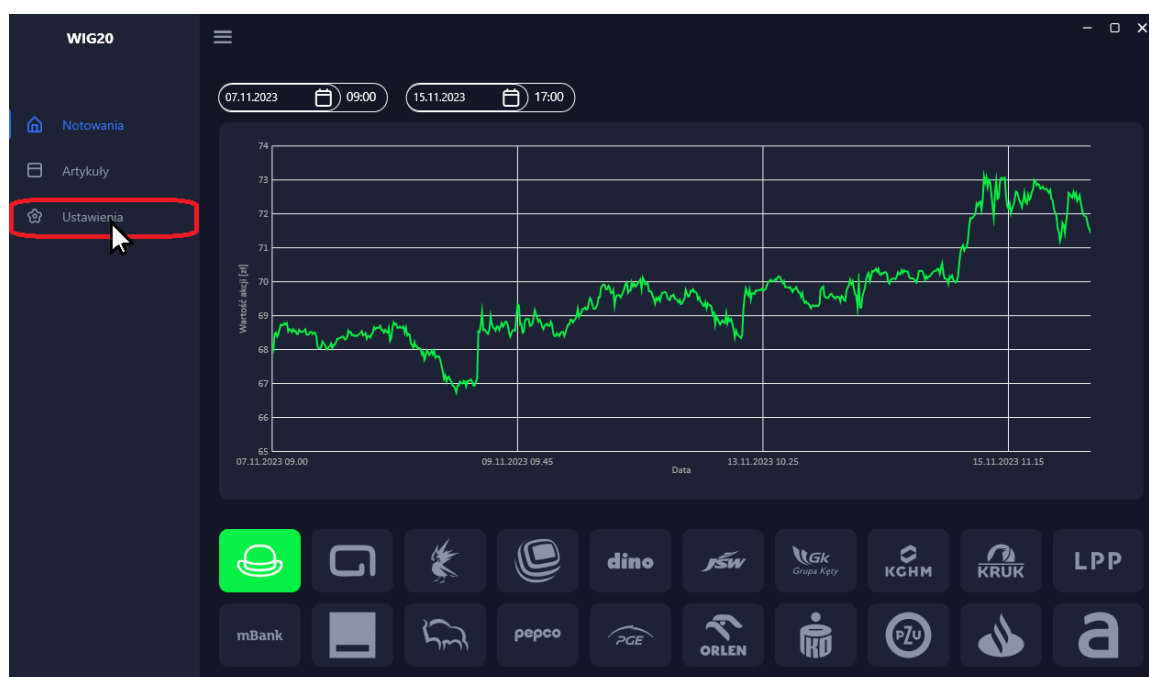 WIG20
07.11.2023 09:00 15.11.2023 17:00
Notowania
Artykuły
Ustawienia
74
73
72
71
70
69
68
67
66
65
Wartość akcji [zł]
07.11.2023 09.00 09.11.2023 09.45 13.11.2023 10.25 15.11.2023 11.15
Data
dino JSW Gk Grupa Kęty KGHM KRUK LPP
mBank pepco PGE ORLEN PKO PZU a